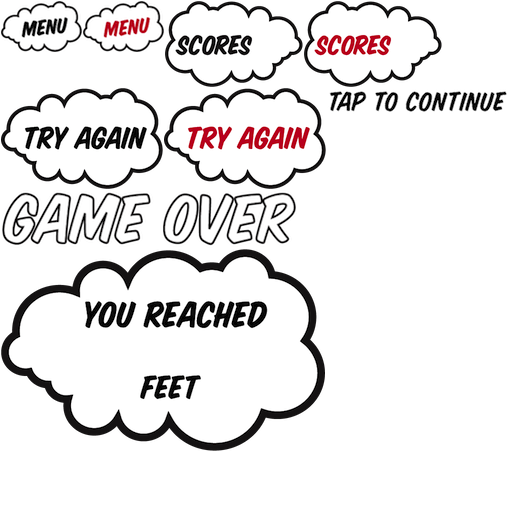 MENU
MENU
SCORES
SCORES
TAP TO CONTINUE
TRY AGAIN
TRY AGAIN
GAME OVER
YOU REACHED
FEET